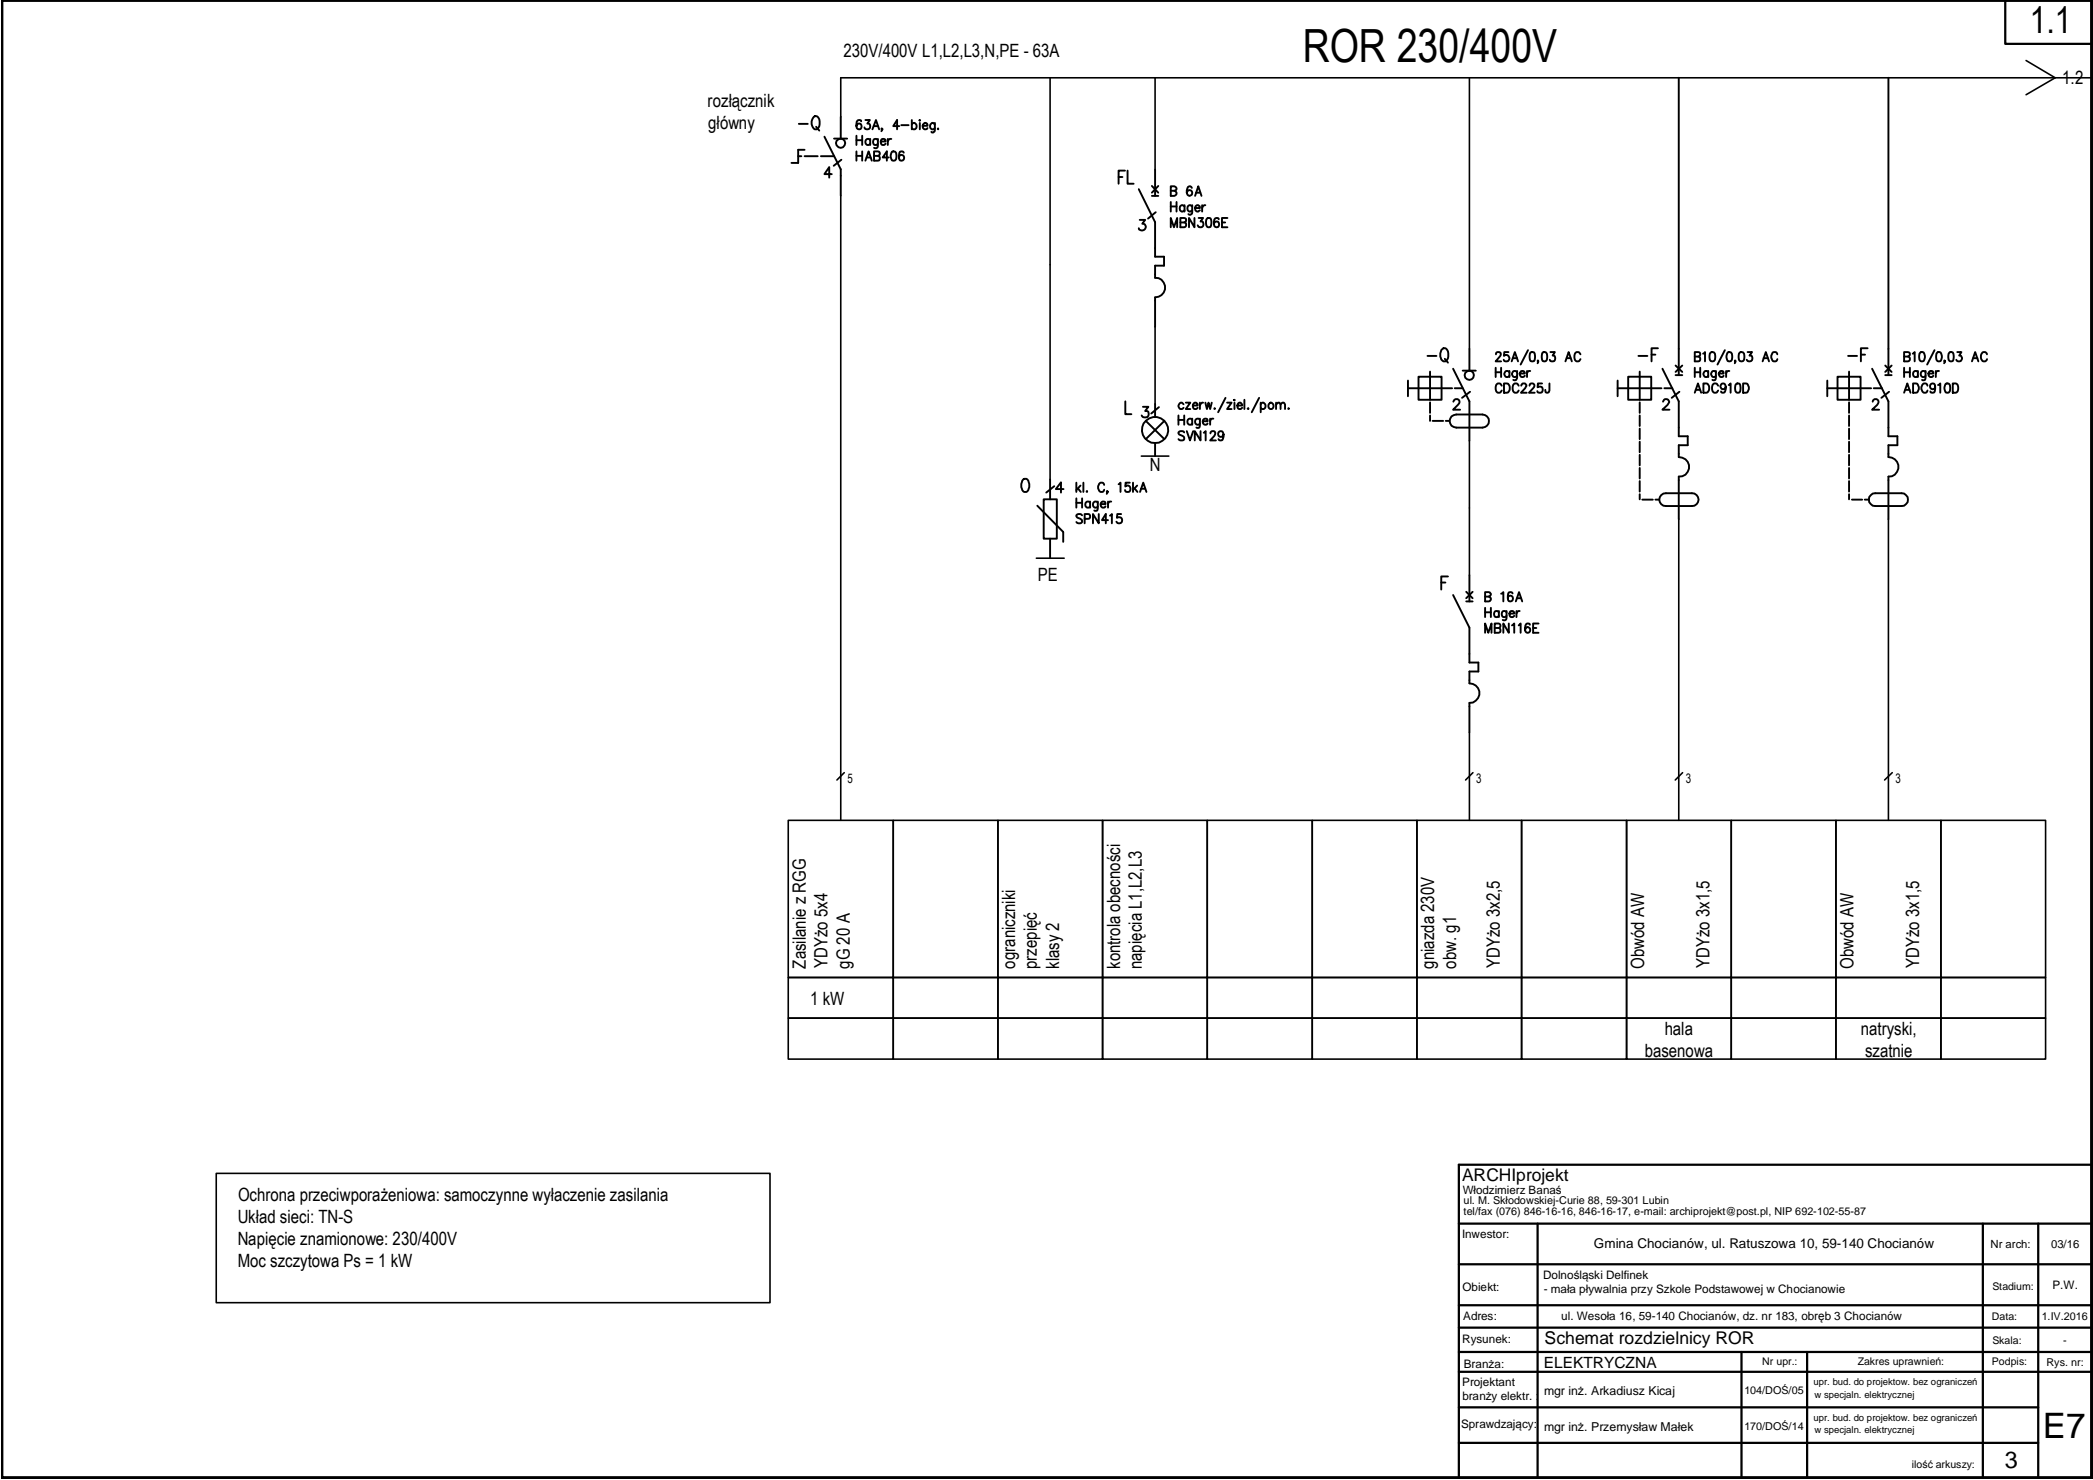 1.1
230V/400V L1,L2,L3,N,PE - 63A
ROR 230/400V
1.2
rozłącznik
główny
-Q
63A, 4-bieg.
Hager
HAB406
4
FL
B 6A
Hager
MBN306E
3
L
3
czerw./ziel./pom.
Hager
SVN129
N
O
4
kl. C, 15kA
Hager
SPN415
PE
-Q
25A/0,03 AC
Hager
CDC225J
2
-F
B10/0,03 AC
Hager
ADC910D
2
-F
B10/0,03 AC
Hager
ADC910D
2
F
B 16A
Hager
MBN116E
5
3
3
3
Zasilanie z RGG
YDYżo 5x4
gG 20 A
ograniczniki
przepięć
klasy 2
kontrola obecności
napięcia L1,L2,L3
gniazda 230V
obw. g1
YDYżo 3x2,5
Obwód AW
YDYżo 3x1,5
Obwód AW
YDYżo 3x1,5
1 kW
hala
basenowa
natryski,
szatnie
Ochrona przeciwporażeniowa: samoczynne wyłaczenie zasilania
Układ sieci: TN-S
Napięcie znamionowe: 230/400V
Moc szczytowa Ps = 1 kW
ARCHIprojekt
Włodzimierz Banaś
ul. M. Skłodowskiej-Curie 88, 59-301 Lubin
tel/fax (076) 846-16-16, 846-16-17, e-mail: archiprojekt@post.pl, NIP 692-102-55-87
Inwestor:
Gmina Chocianów, ul. Ratuszowa 10, 59-140 Chocianów
Nr arch:
03/16
Obiekt:
Dolnośląski Delfinek
- mała pływalnia przy Szkole Podstawowej w Chocianowie
Stadium:
P.W.
Adres:
ul. Wesoła 16, 59-140 Chocianów, dz. nr 183, obręb 3 Chocianów
Data:
1.IV.2016
Rysunek:
Schemat rozdzielnicy ROR
Skala:
-
Branża:
ELEKTRYCZNA
Nr upr.:
Zakres uprawnień:
Podpis:
Rys. nr:
Projektant
branży elektr.
mgr inż. Arkadiusz Kicaj
104/DOŚ/05
upr. bud. do projektow. bez ograniczeń
w specjaln. elektrycznej
Sprawdzający:
mgr inż. Przemysław Małek
170/DOŚ/14
upr. bud. do projektow. bez ograniczeń
w specjaln. elektrycznej
E7
ilość arkuszy:
3